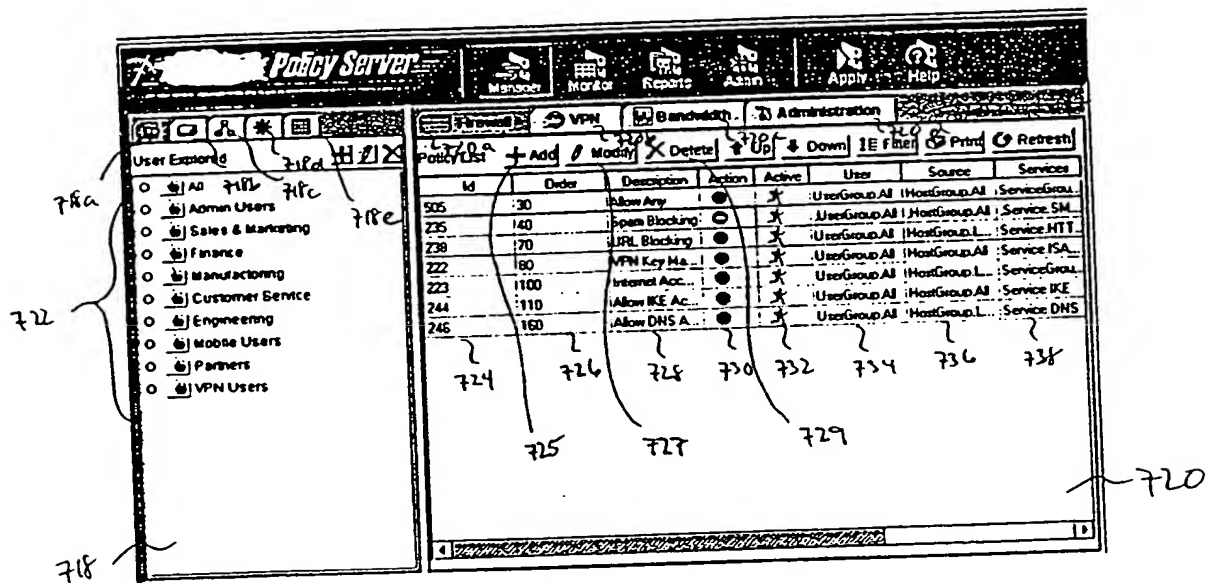 Policy Server
Manager Monitor Reports Admin Apply Help
Firewall VPN Bandwidth Administration
User Explorer
Policy List Add Modify Delete Up Down Filter Print Refresh
Id Order Description Action Active User Source Services
505 30 Allow Any UserGroup.All HostGroup.All ServiceGrou...
235 40 Spam Blocking UserGroup.All HostGroup.All Service.SM...
238 70 URL Blocking UserGroup.All HostGroup.L... Service.HTT...
222 80 VPN Key Ma... UserGroup.All HostGroup.All Service.ISA...
223 100 Internet Acc... UserGroup.All HostGroup.L... ServiceGrou...
244 110 Allow IKE Ac... UserGroup.All HostGroup.All Service.IKE
246 160 Allow DNS A... UserGroup.All HostGroup.L... Service.DNS
All
Admin Users
Sales & Marketing
Finance
Manufacturing
Customer Service
Engineering
Mobile Users
Partners
VPN Users
718a
718b
718c
718d
718e
720a
720b
720c
722
724 726 728 730 732 734 736 738
725 727 729
720
718